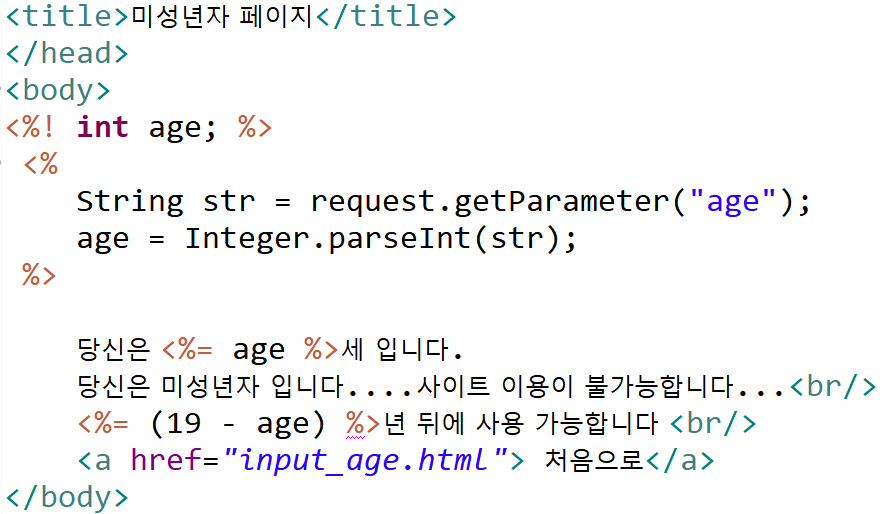 <title>미성년자 페이지</title>
</head>
<body>
<%! int age; %>
<%
String str = request.getParameter("age");
age = Integer.parseInt(str);
%>
당신은 <%= age %>세 입니다.
당신은 미성년자 입니다....사이트 이용이 불가능합니다...<br/>
<%= (19 - age) %>년 뒤에 사용 가능합니다 <br/>
<a href="input_age.html"> 처음으로</a>
</body>